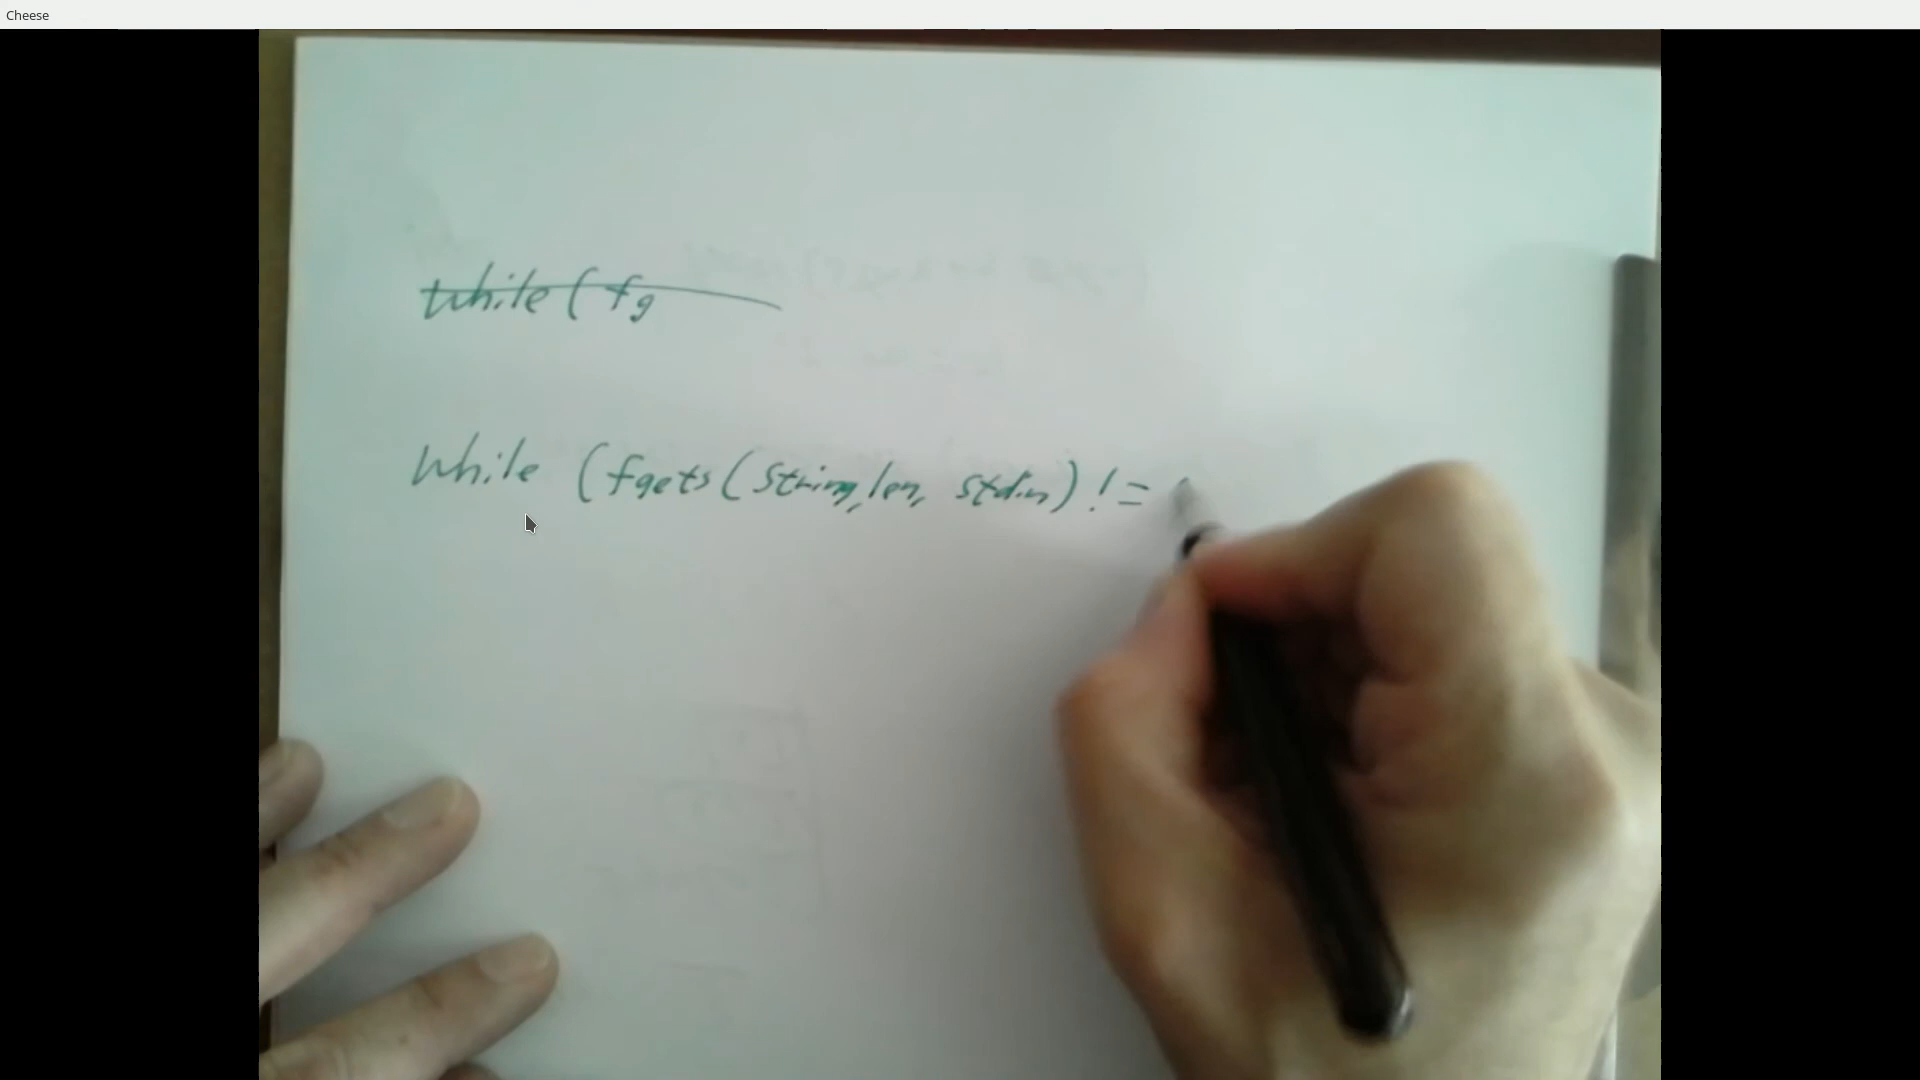 Cheese
while ( fg
While (fgets(string,len, stdin) !=